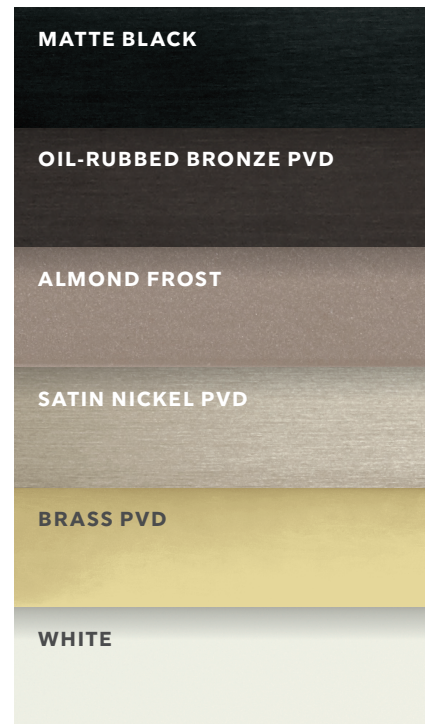 MATTE BLACK
OIL-RUBBED BRONZE PVD
ALMOND FROST
SATIN NICKEL PVD
BRASS PVD
WHITE